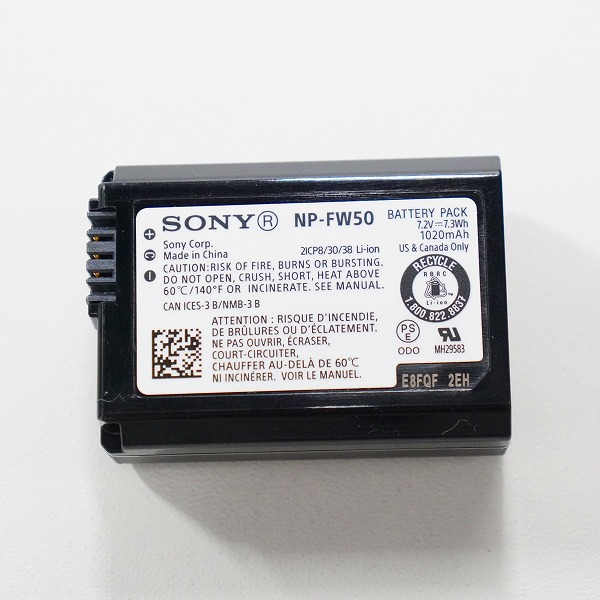 SONY® NP-FW50 BATTERY PACK
7.2V⎓7.3Wh
1020mAh
US & Canada Only
Sony Corp.
Made in China 2ICP8/30/38 Li-ion
CAUTION:RISK OF FIRE, BURNS OR BURSTING.
DO NOT OPEN, CRUSH, SHORT, HEAT ABOVE
60℃/140°F OR INCINERATE. SEE MANUAL.
CAN ICES-3 B/NMB-3 B
RECYCLE
RBRC
Li-ion
1.800.822.8837
ATTENTION : RISQUE D'INCENDIE,
DE BRÛLURES OU D'ÉCLATEMENT.
NE PAS OUVRIR, ÉCRASER,
COURT-CIRCUITER,
CHAUFFER AU-DELÀ DE 60℃
NI INCINÉRER. VOIR LE MANUEL.
PS
E
ODO
MH29583
E8FQF 2EH